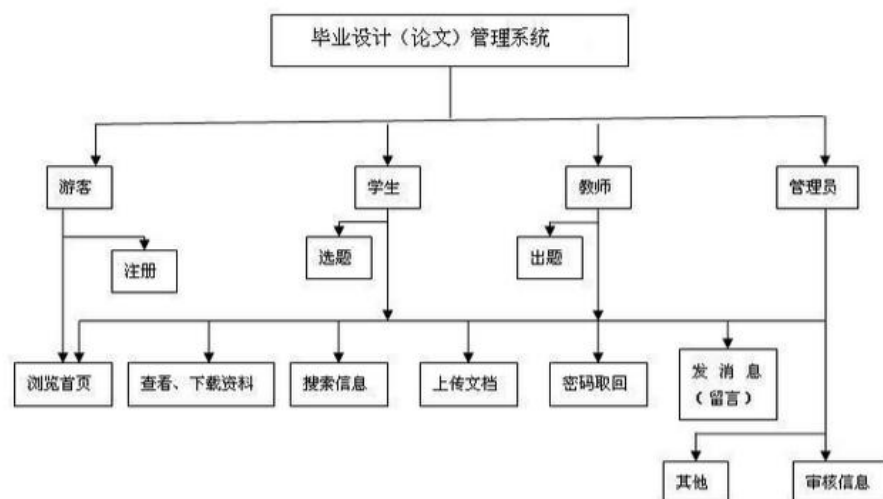 毕业设计（论文）管理系统
游客
学生
教师
管理员
注册
选题
出题
浏览首页
查看、下载资料
搜索信息
上传文档
密码取回
发 消 息
（留言）
其他
审核信息